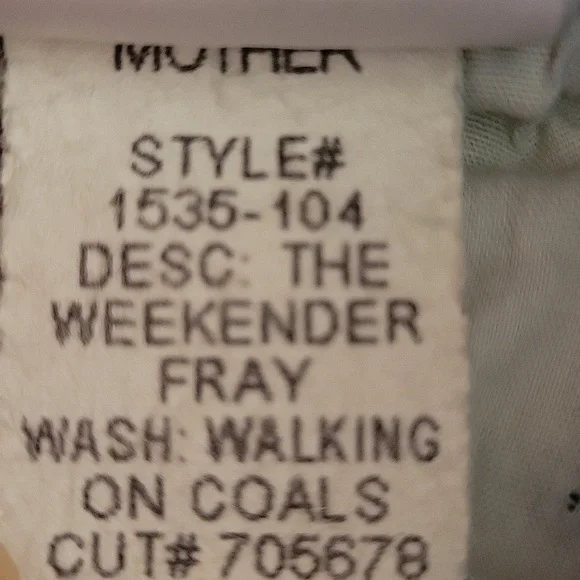 MOTHER
STYLE#
1535-104
DESC: THE
WEEKENDER
FRAY
WASH: WALKING
ON COALS
CUT# 705678